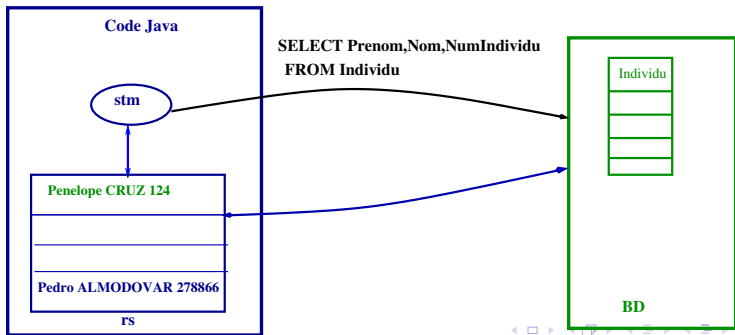 Code Java
SELECT Prenom,Nom,NumIndividu
FROM Individu
stm
Individu
Penelope CRUZ 124
Pedro ALMODOVAR 278866
rs
BD